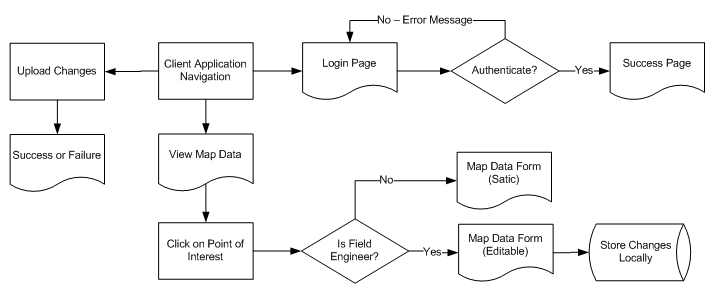 No – Error Message
Upload Changes
Client Application
Navigation
Login Page
Authenticate?
Yes
Success Page
Success or Failure
View Map Data
No
Map Data Form
(Satic)
Click on Point of
Interest
Is Field
Engineer?
Yes
Map Data Form
(Editable)
Store Changes
Locally